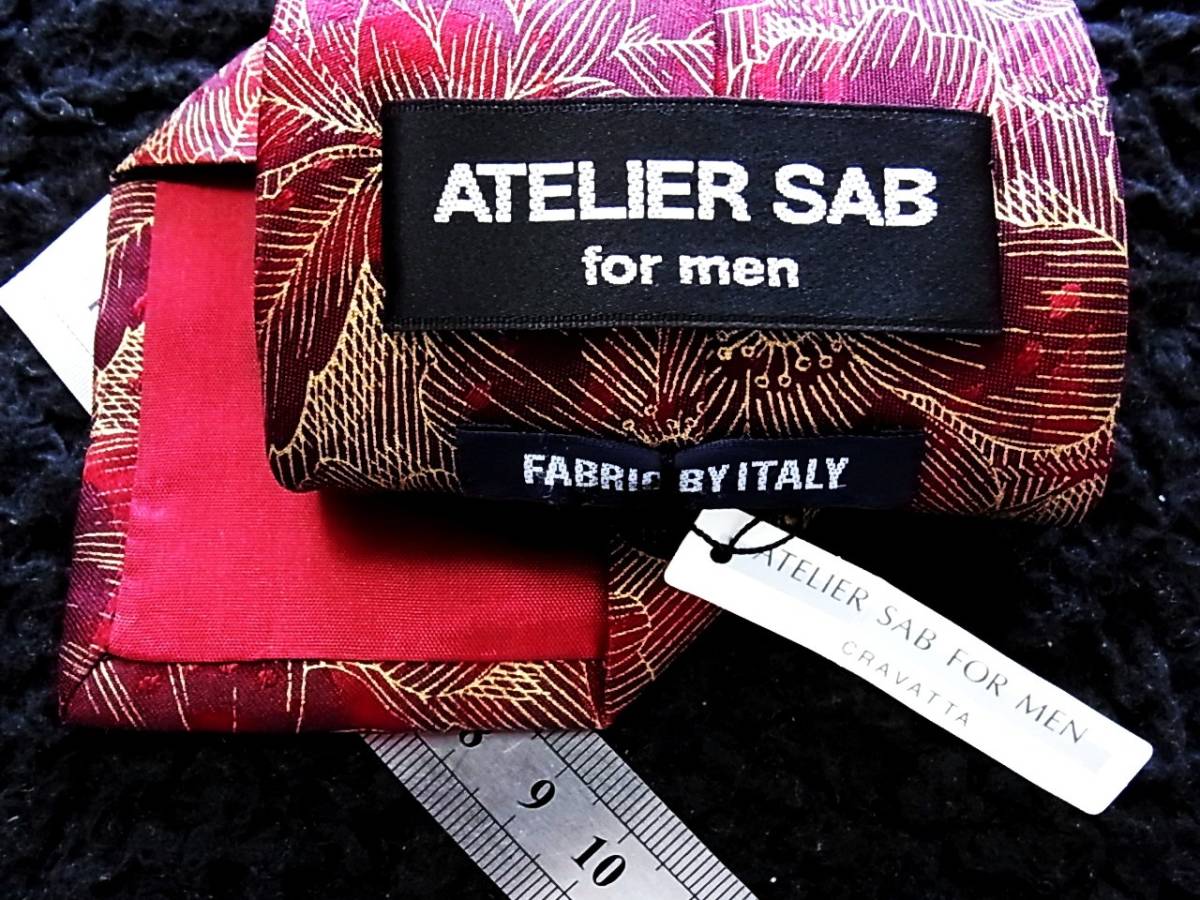 ATELIER SAB
for men
FABRIC BY ITALY
ATELIER SAB FOR MEN
CRAVATTA
8
9
10